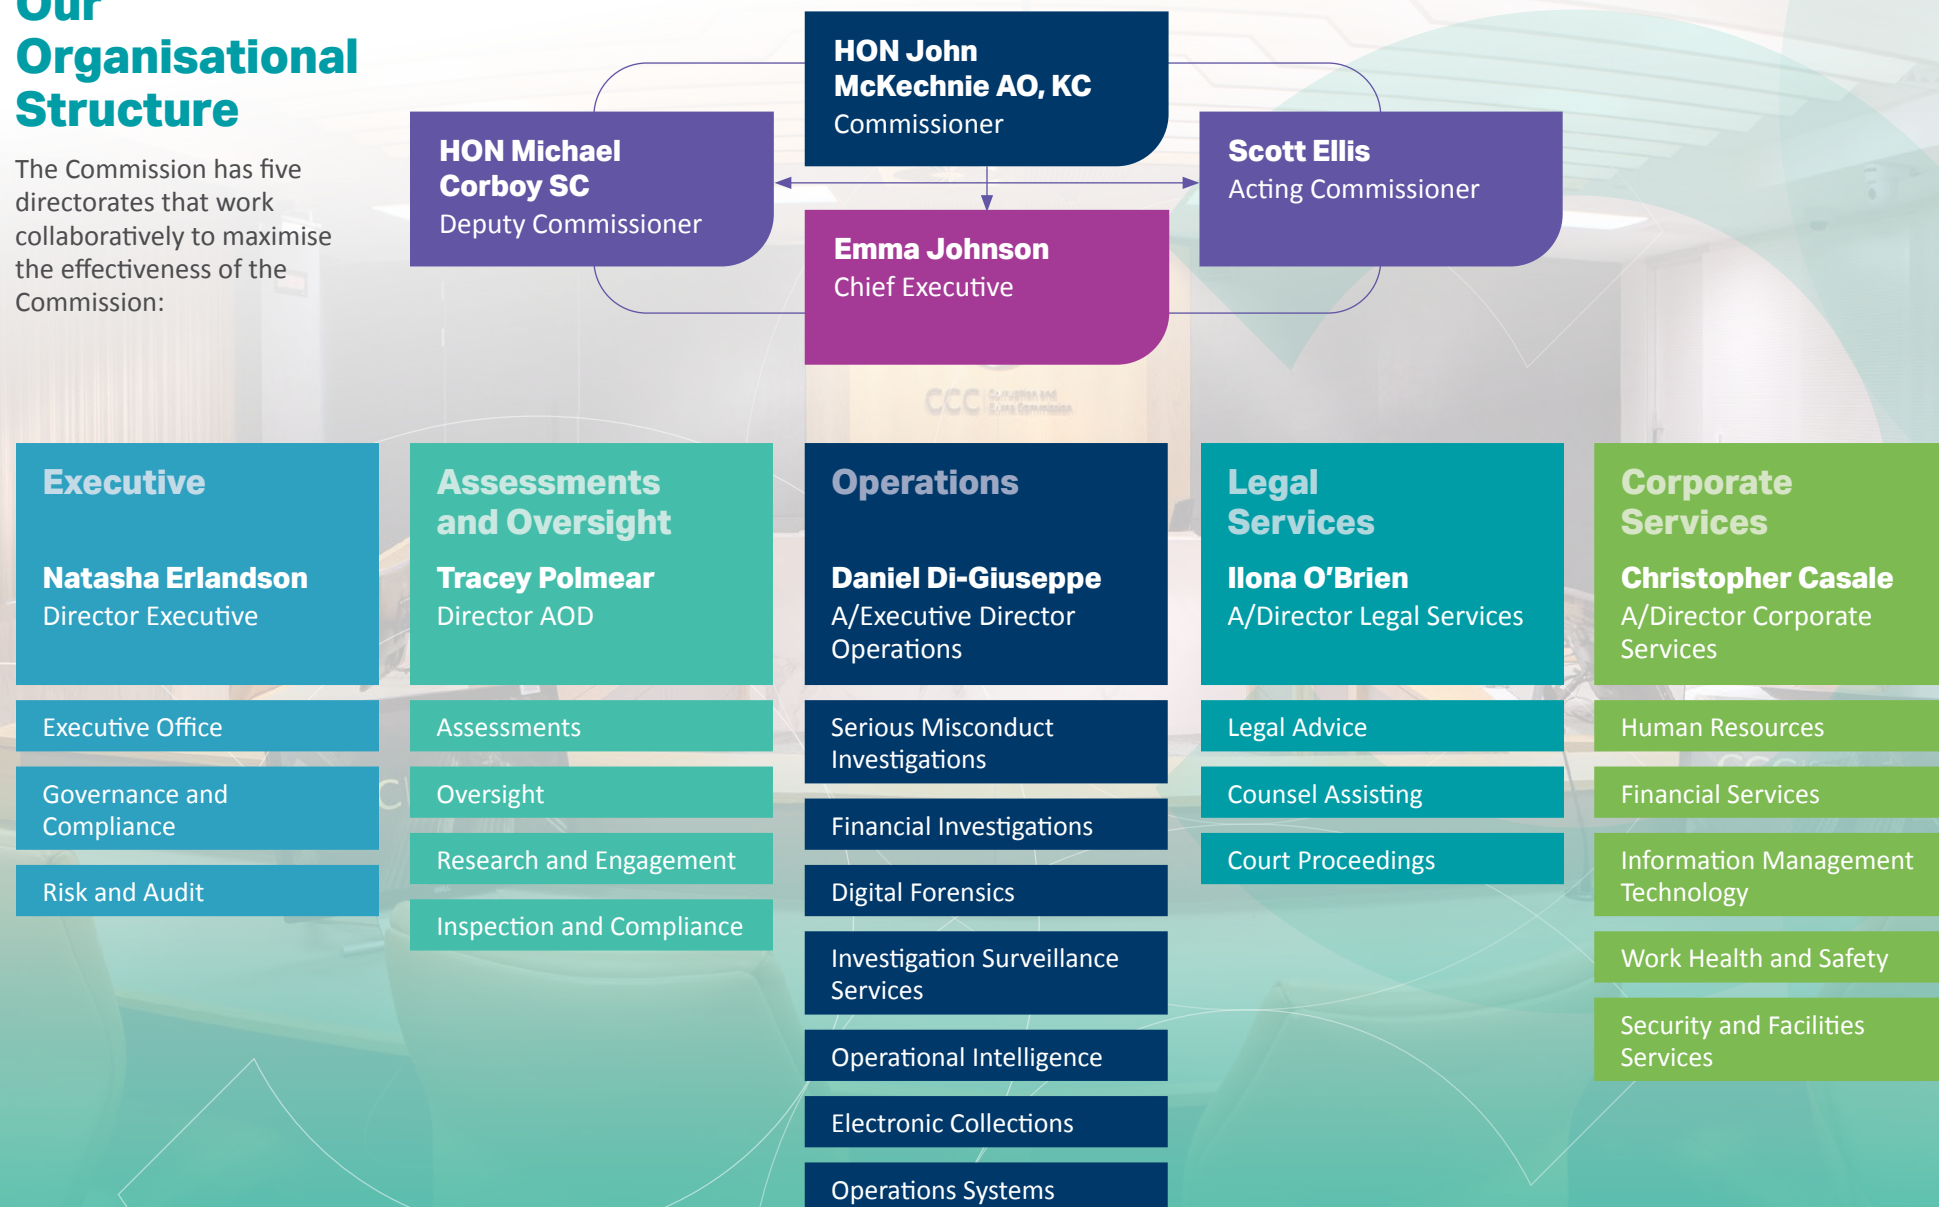 Our
Organisational
Structure
The Commission has five
directorates that work
collaboratively to maximise
the effectiveness of the
Commission:
HON John
McKechnie AO, KC
Commissioner
HON Michael
Corboy SC
Deputy Commissioner
Scott Ellis
Acting Commissioner
Emma Johnson
Chief Executive
CCC Corruption and
Crime Commission
Executive
Natasha Erlandson
Director Executive
Executive Office
Governance and
Compliance
Risk and Audit
Assessments
and Oversight
Tracey Polmear
Director AOD
Assessments
Oversight
Research and Engagement
Inspection and Compliance
Operations
Daniel Di-Giuseppe
A/Executive Director
Operations
Serious Misconduct
Investigations
Financial Investigations
Digital Forensics
Investigation Surveillance
Services
Operational Intelligence
Electronic Collections
Operations Systems
Legal
Services
Ilona O'Brien
A/Director Legal Services
Legal Advice
Counsel Assisting
Court Proceedings
Corporate
Services
Christopher Casale
A/Director Corporate
Services
Human Resources
Financial Services
Information Management
Technology
Work Health and Safety
Security and Facilities
Services